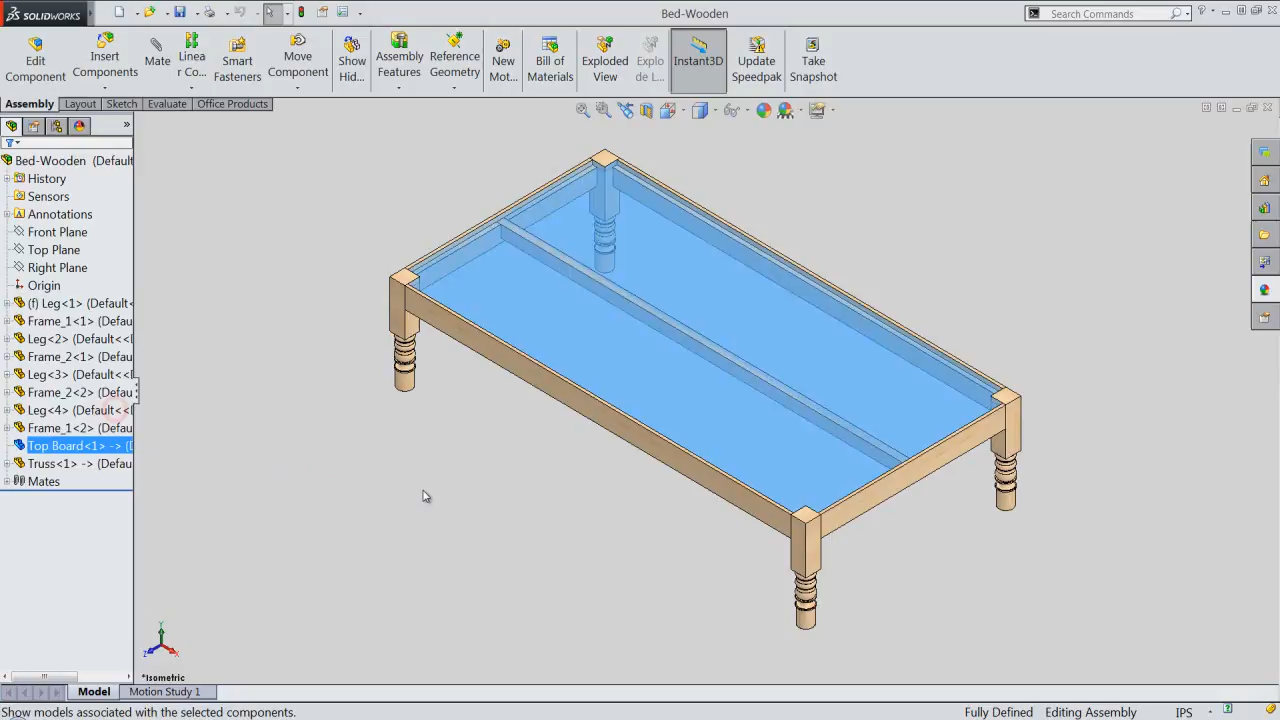 SOLIDWORKS
Bed-Wooden
Search Commands
Edit
Component
Insert
Components
Mate
Linea
r Co...
Smart
Fasteners
Move
Component
Show
Hid...
Assembly
Features
Reference
Geometry
New
Mot...
Bill of
Materials
Exploded
View
Explo
de L...
Instant3D
Update
Speedpak
Take
Snapshot
Assembly
Layout
Sketch
Evaluate
Office Products
Bed-Wooden (Default
History
Sensors
Annotations
Front Plane
Top Plane
Right Plane
Origin
(f) Leg<1> (Default<
Frame_1<1> (Defau
Leg<2> (Default<<D
Frame_2<1> (Defau
Leg<3> (Default<<D
Frame_2<2> (Defau
Leg<4> (Default<<D
Frame_1<2> (Defau
Top Board<1> -> (D
Truss<1> -> (Defau
Mates
Y
X
Z
*Isometric
Model
Motion Study 1
Show models associated with the selected components.
Fully Defined
Editing Assembly
IPS